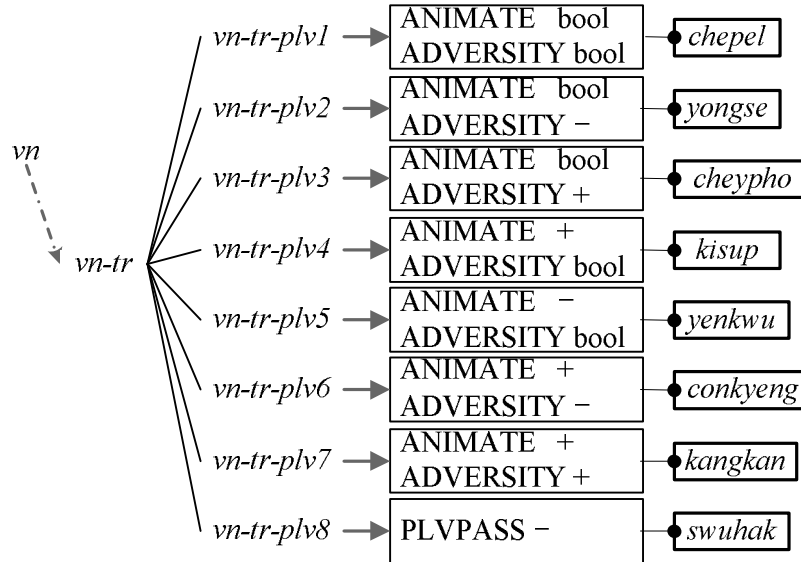 vn-tr-plv1 ANIMATE bool
ADVERSITY bool chepel
vn-tr-plv2 ANIMATE bool
ADVERSITY − yongse
vn-tr-plv3 ANIMATE bool
ADVERSITY + cheypho
vn
vn-tr
vn-tr-plv4 ANIMATE +
ADVERSITY bool kisup
vn-tr-plv5 ANIMATE −
ADVERSITY bool yenkwu
vn-tr-plv6 ANIMATE +
ADVERSITY − conkyeng
vn-tr-plv7 ANIMATE +
ADVERSITY + kangkan
vn-tr-plv8 PLVPASS − swuhak